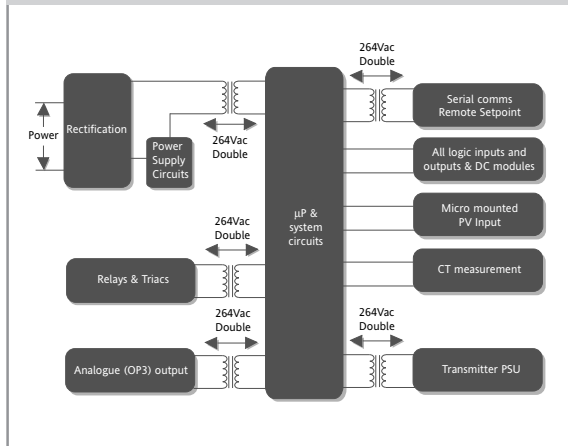 264Vac
Double
Serial comms
Remote Setpoint
Rectification
Power
264Vac
Double
Power
Supply
Circuits
All logic inputs and
outputs & DC modules
µP &
system
circuits
Micro mounted
PV Input
264Vac
Double
Relays & Triacs
CT measurement
264Vac
Double
264Vac
Double
Analogue (OP3) output
Transmitter PSU